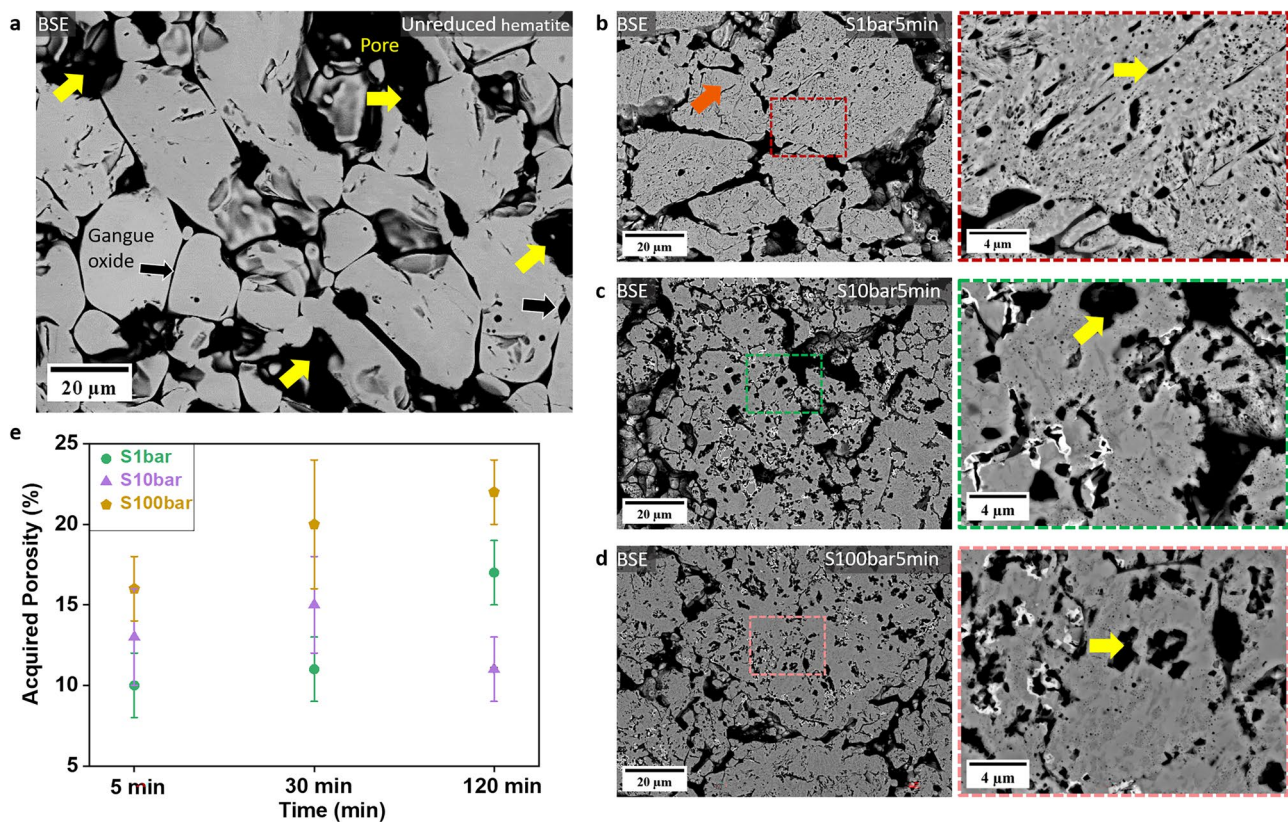 a
BSE
Unreduced hematite
Pore
Gangue
oxide
20 µm
b
BSE
S1bar5min
20 µm
4 µm
c
BSE
S10bar5min
20 µm
4 µm
d
BSE
S100bar5min
20 µm
4 µm
e
25
20
15
10
5
S1bar
S10bar
S100bar
Acquired Porosity (%)
5 min
30 min
120 min
Time (min)